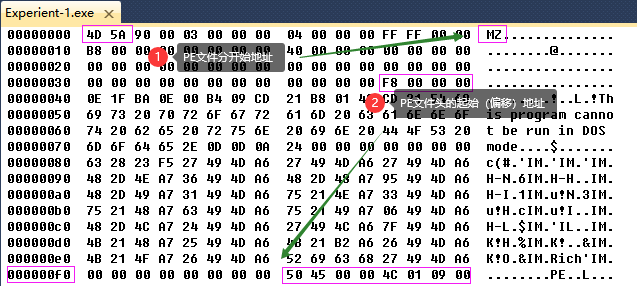 Experient-1.exe ×
00000000 4D 5A 90 00 03 00 00 00 04 00 00 00 FF FF 00 00 MZ..............
00000010 B8 00 00 00 00 00 00 00 40 00 00 00 00 00 00 00 ........@.......
1 PE文件分开始地址
00000020 00 00 00 00 00 00 00 00 00 00 00 00 00 00 00 00 ................
00000030 00 00 00 00 00 00 00 00 00 00 00 00 F8 00 00 00 ................
00000040 0E 1F BA 0E 00 B4 09 CD 21 B8 01 4C CD 21 54 68 ........!..L.!Th
2 PE文件头的起始（偏移）地址
00000050 69 73 20 70 72 6F 67 72 61 6D 20 63 61 6E 6E 6F is program canno
00000060 74 20 62 65 20 72 75 6E 20 69 6E 20 44 4F 53 20 t be run in DOS
00000070 6D 6F 64 65 2E 0D 0D 0A 24 00 00 00 00 00 00 00 mode....$.......
00000080 63 28 23 F5 27 49 4D A6 27 49 4D A6 27 49 4D A6 c(#.'IM.'IM.'IM.
00000090 48 2D 4E A7 36 49 4D A6 48 2D 48 A7 95 49 4D A6 H-N.6IM.H-H..IM.
000000a0 48 2D 49 A7 31 49 4D A6 75 21 4E A7 33 49 4D A6 H-I.1IM.u!N.3IM.
000000b0 75 21 48 A7 63 49 4D A6 75 21 49 A7 06 49 4D A6 u!H.cIM.u!I..IM.
000000c0 48 2D 4C A7 24 49 4D A6 27 49 4C A6 7F 49 4D A6 H-L.$IM.'IL..IM.
000000d0 4B 21 48 A7 25 49 4D A6 4B 21 B2 A6 26 49 4D A6 K!H.%IM.K!..&IM.
000000e0 4B 21 4F A7 26 49 4D A6 52 69 63 68 27 49 4D A6 K!O.&IM.Rich'IM.
000000F0 00 00 00 00 00 00 00 00 50 45 00 00 4C 01 09 00 ........PE..L...